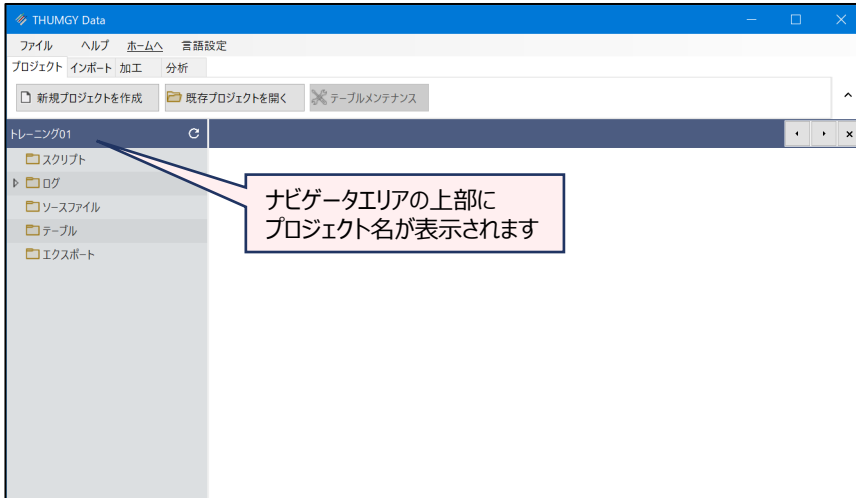 THUMGY Data
ファイル ヘルプ ホームへ 言語設定
プロジェクト インポート 加工 分析
新規プロジェクトを作成 既存プロジェクトを開く テーブルメンテナンス
トレーニング01
スクリプト
ログ
ソースファイル
テーブル
エクスポート
ナビゲータエリアの上部に
プロジェクト名が表示されます